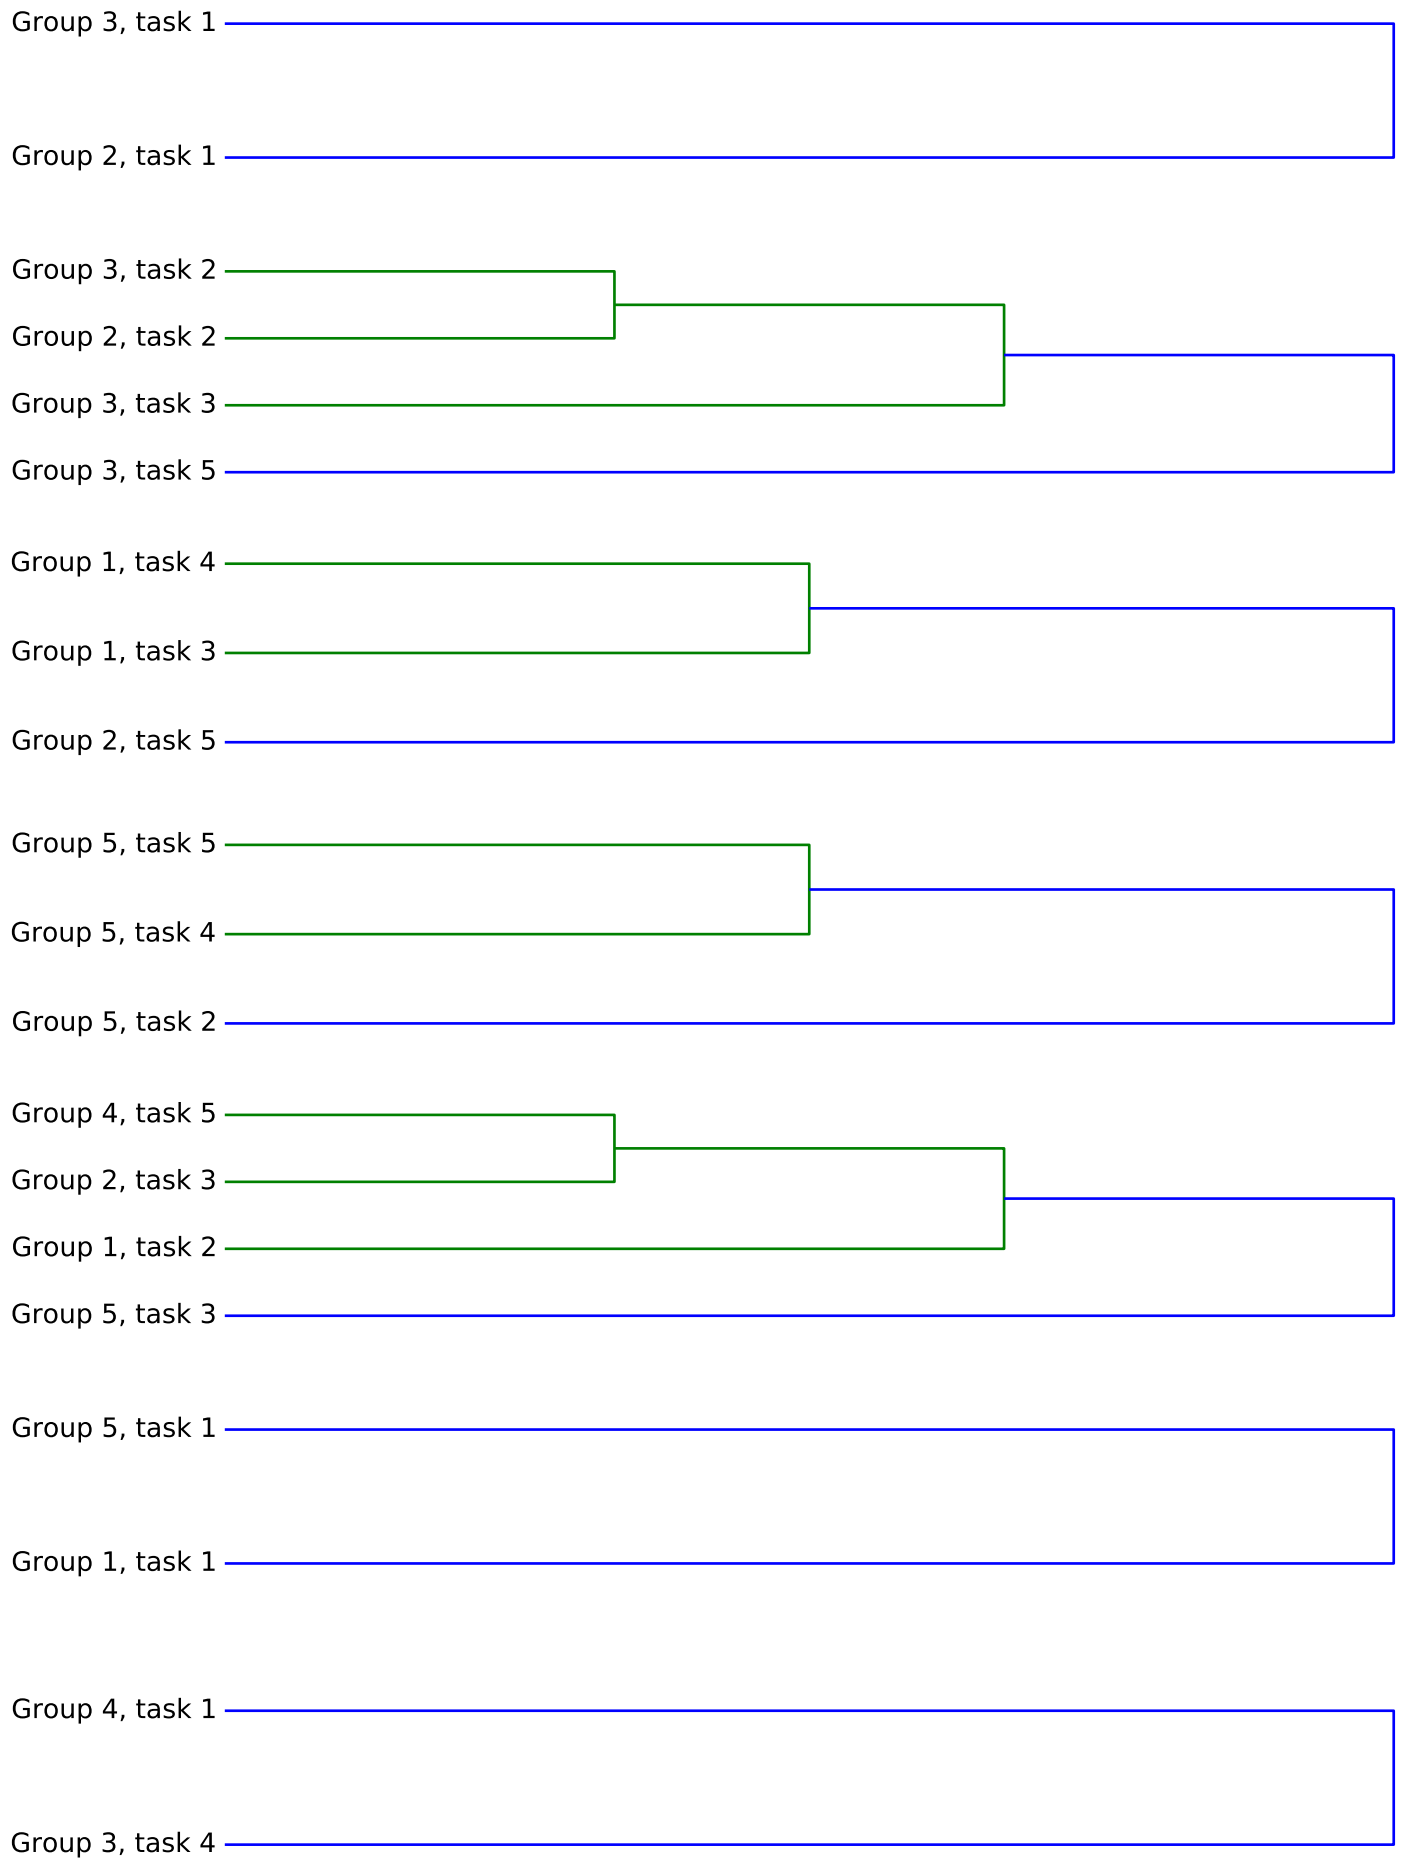 Group 3, task 1
Group 2, task 1
Group 3, task 2
Group 2, task 2
Group 3, task 3
Group 3, task 5
Group 1, task 4
Group 1, task 3
Group 2, task 5
Group 5, task 5
Group 5, task 4
Group 5, task 2
Group 4, task 5
Group 2, task 3
Group 1, task 2
Group 5, task 3
Group 5, task 1
Group 1, task 1
Group 4, task 1
Group 3, task 4